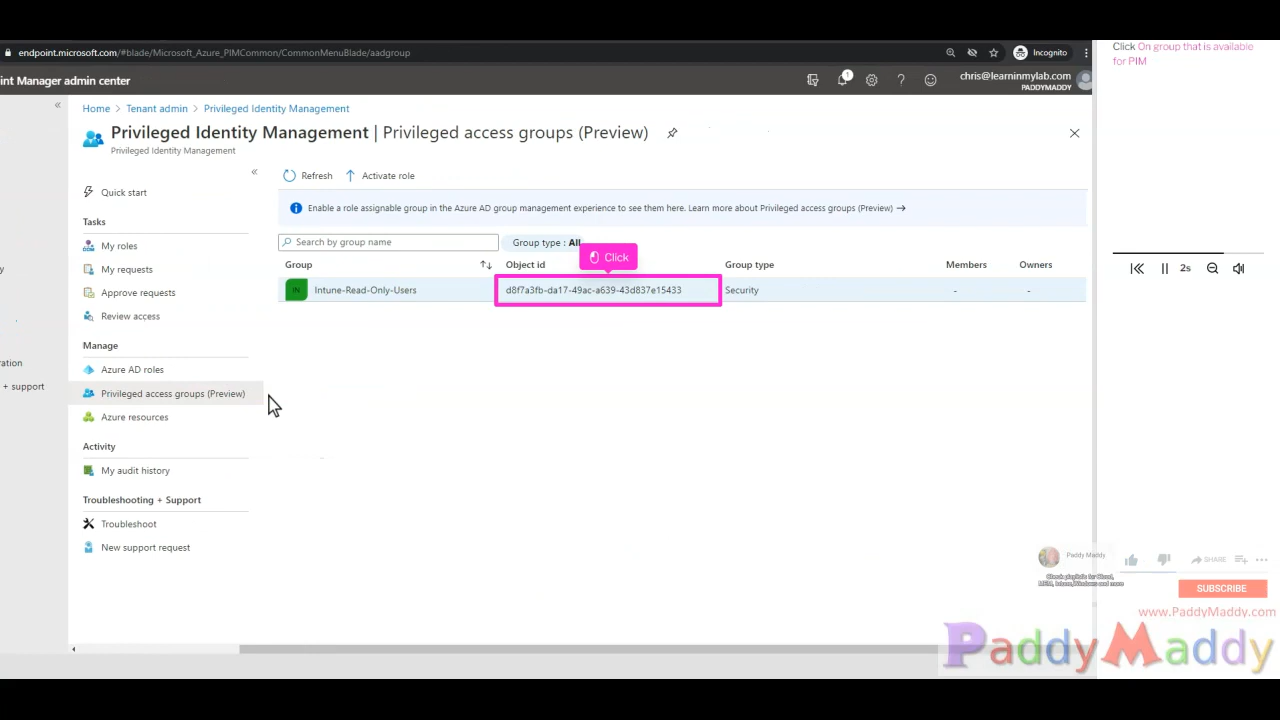 endpoint.microsoft.com/#blade/Microsoft_Azure_PIMCommon/CommonMenuBlade/aadgroup
Incognito
Click On group that is available
for PIM
nt Manager admin center
1
chris@learninmylab.com
PADDYMADDY
Home > Tenant admin > Privileged Identity Management
Privileged Identity Management | Privileged access groups (Preview)
Privileged Identity Management
Quick start
Tasks
My roles
My requests
Approve requests
Review access
Manage
Azure AD roles
Privileged access groups (Preview)
Azure resources
Activity
My audit history
Troubleshooting + Support
Troubleshoot
New support request
y
ration
+ support
Refresh
Activate role
Enable a role assignable group in the Azure AD group management experience to see them here. Learn more about Privileged access groups (Preview) →
Search by group name
Group type : All
Click
Group
Object id
Group type
Members
Owners
IN
Intune-Read-Only-Users
d8f7a3fb-da17-49ac-a639-43d837e15433
Security
-
-
2s
Paddy Maddy
SHARE
SUBSCRIBE
www.PaddyMaddy.com
PaddyMaddy